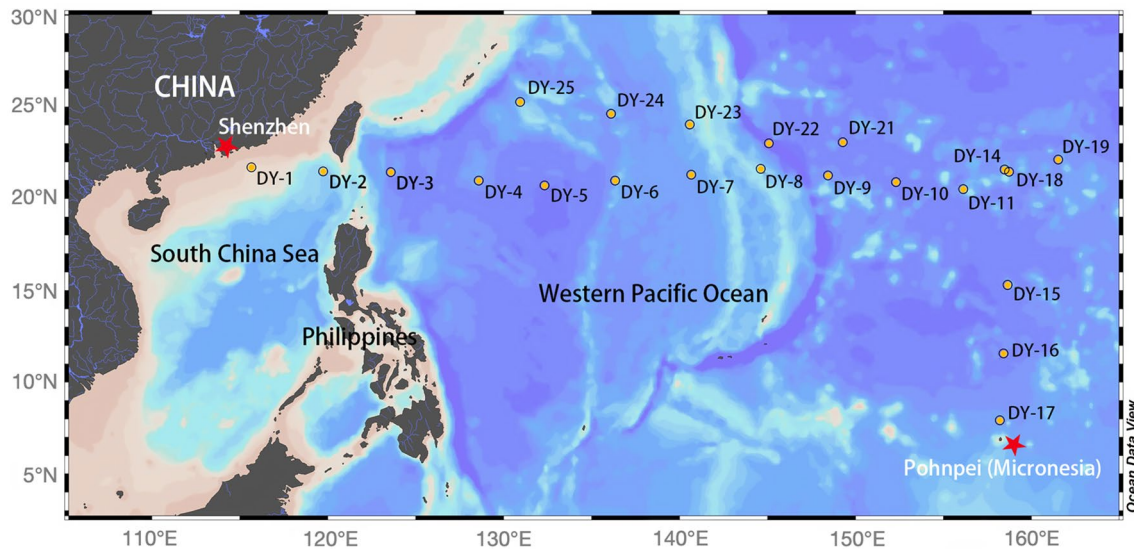 30°N
25°N
20°N
15°N
10°N
5°N
CHINA
Shenzhen
DY-25
DY-24
DY-23
DY-22
DY-21
DY-14
DY-19
DY-1
DY-2
DY-3
DY-4
DY-5
DY-6
DY-7
DY-8
DY-9
DY-10
DY-11
DY-18
South China Sea
Western Pacific Ocean
DY-15
Philippines
DY-16
DY-17
Pohnpei (Micronesia)
Ocean Data View
110°E
120°E
130°E
140°E
150°E
160°E